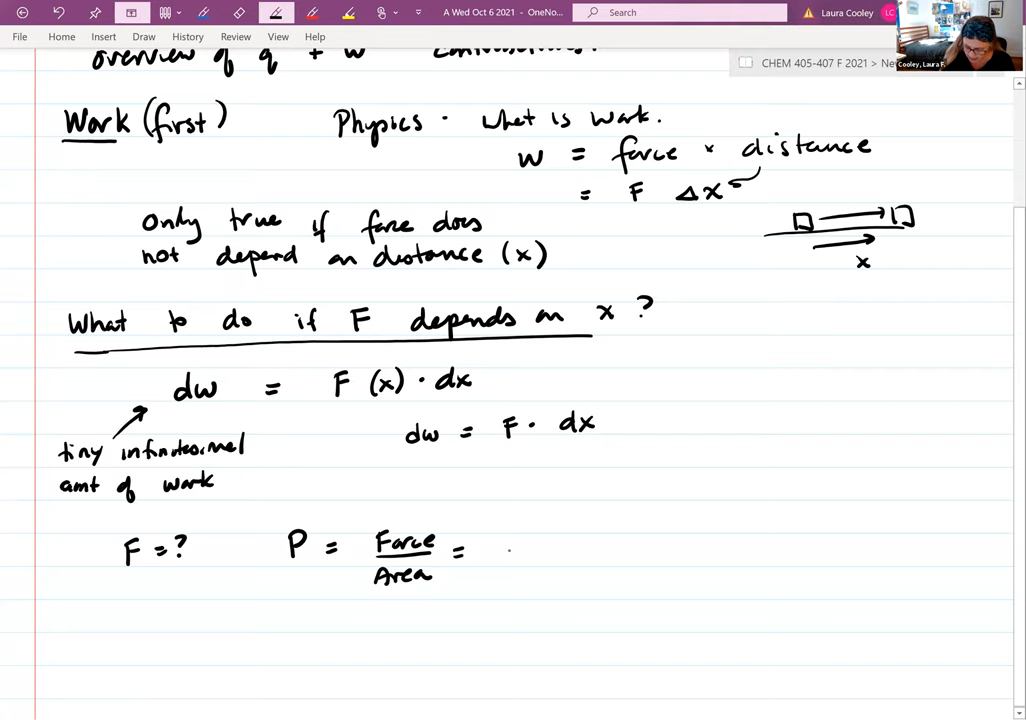 A Wed Oct 6 2021 - OneNo...
Search
Laura Cooley
LC
File Home Insert Draw History Review View Help
CHEM 405-407 F 2021 > Ne
Cooley, Laura F.
overview of q + w
Work (first) Physics. What is work.
w = force × distance
= F Δx
Only true if force does
not depend on distance (x)
x
What to do if F depends on x ?
dw = F (x) · dx
tiny infinitesimal
amt of work
dw = F · dx
F = ? P = Force / Area =